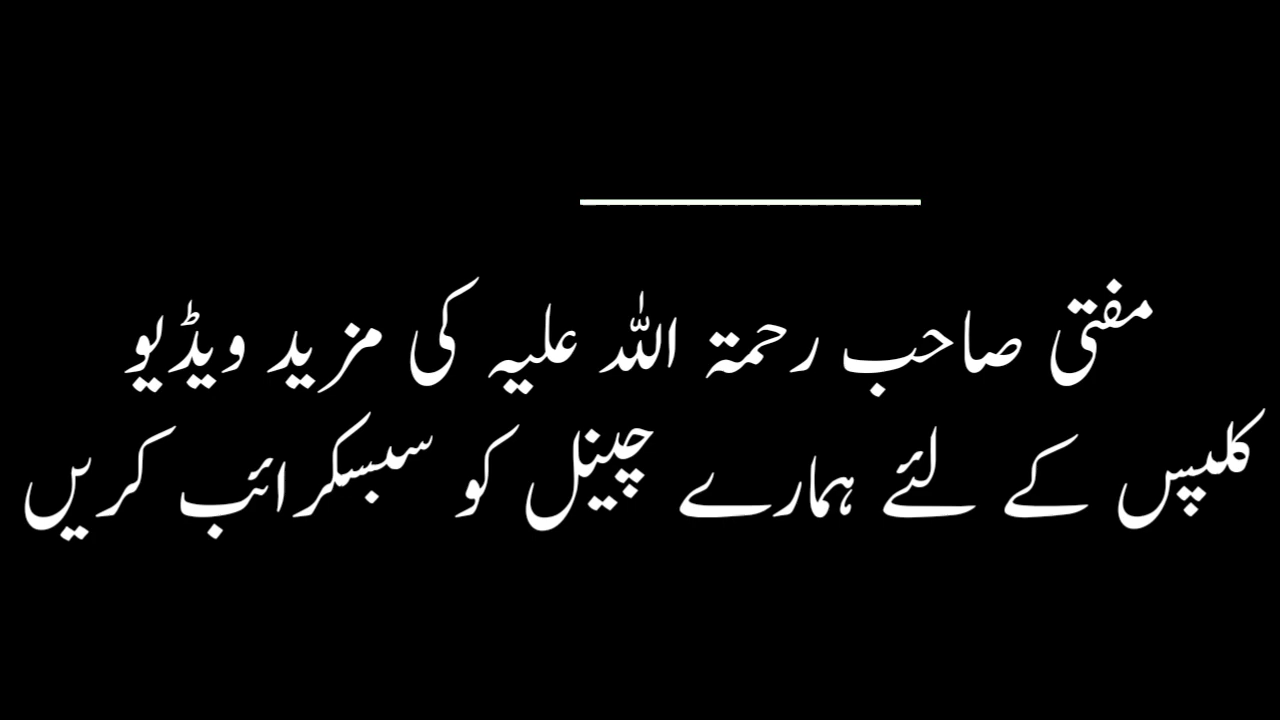 مفتی صاحب رحمۃ اللہ علیہ کی مزید ویڈیو
کلپس کے لئے ہمارے چینل کو سبسکرائب کریں